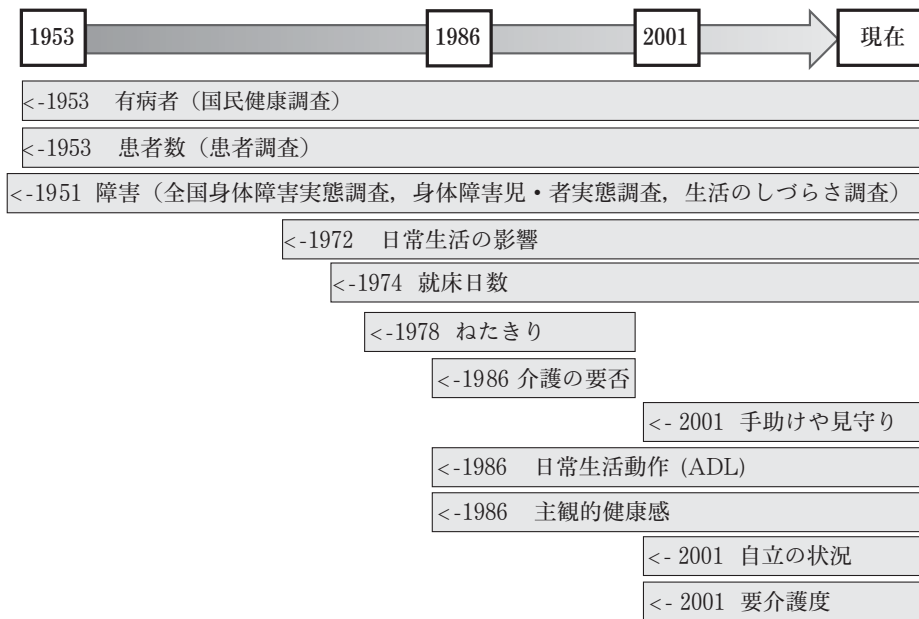 1953 1986 2001 現在
<-1953 有病者（国民健康調査）
<-1953 患者数（患者調査）
<-1951 障害（全国身体障害実態調査，身体障害児・者実態調査，生活のしづらさ調査）
<-1972 日常生活の影響
<-1974 就床日数
<-1978 ねたきり
<-1986 介護の要否
<- 2001 手助けや見守り
<-1986 日常生活動作 (ADL)
<-1986 主観的健康感
<- 2001 自立の状況
<- 2001 要介護度